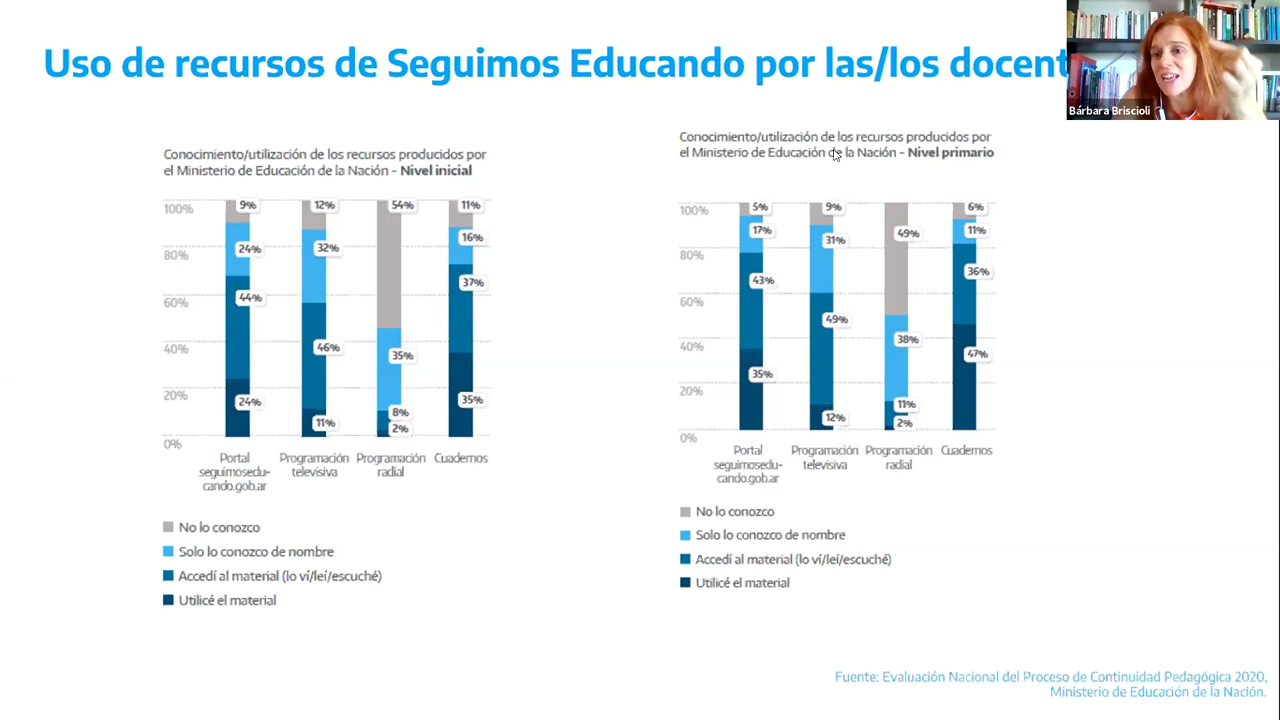 Uso de recursos de Seguimos Educando por las/los docent
Bárbara Briscioli
Conocimiento/utilización de los recursos producidos por
el Ministerio de Educación de la Nación - Nivel inicial
100%
80%
60%
40%
20%
0%
9%
24%
44%
24%
12%
32%
46%
11%
54%
35%
8%
2%
11%
16%
37%
35%
Portal
seguimosedu-
cando.gob.ar
Programación
televisiva
Programación
radial
Cuadernos
No lo conozco
Solo lo conozco de nombre
Accedí al material (lo ví/leí/escuché)
Utilicé el material
Conocimiento/utilización de los recursos producidos por
el Ministerio de Educación de la Nación - Nivel primario
100%
80%
60%
40%
20%
0%
5%
17%
43%
35%
9%
31%
49%
12%
49%
38%
11%
2%
6%
11%
36%
47%
Portal
seguimosedu-
cando.gob.ar
Programación
televisiva
Programación
radial
Cuadernos
No lo conozco
Solo lo conozco de nombre
Accedí al material (lo ví/leí/escuché)
Utilicé el material
Fuente: Evaluación Nacional del Proceso de Continuidad Pedagógica 2020,
Ministerio de Educación de la Nación.